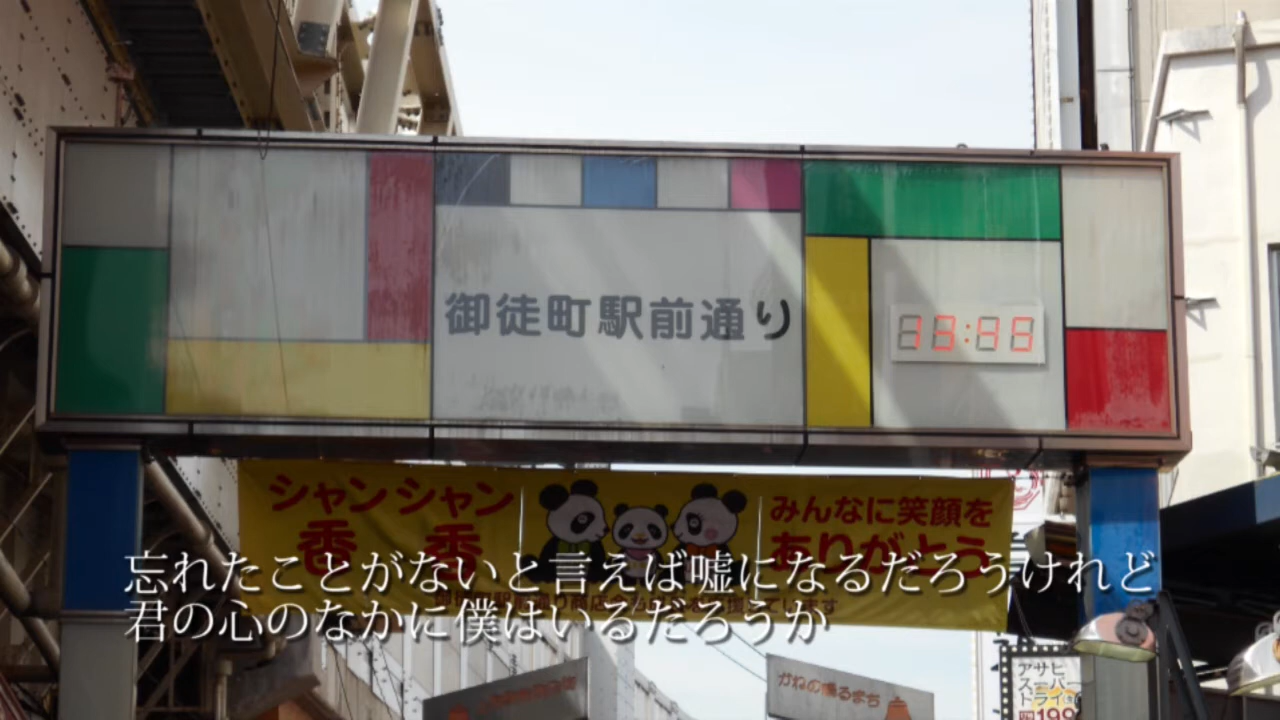 御徒町駅前通り
13:45
シャンシャン
香香
みんなに笑顔を
ありがとう
忘れたことがないと言えば嘘になるだろうけれど
君の心のなかに僕はいるだろうか
かねの鳴るまち
アサヒ
スーパー
ドライ